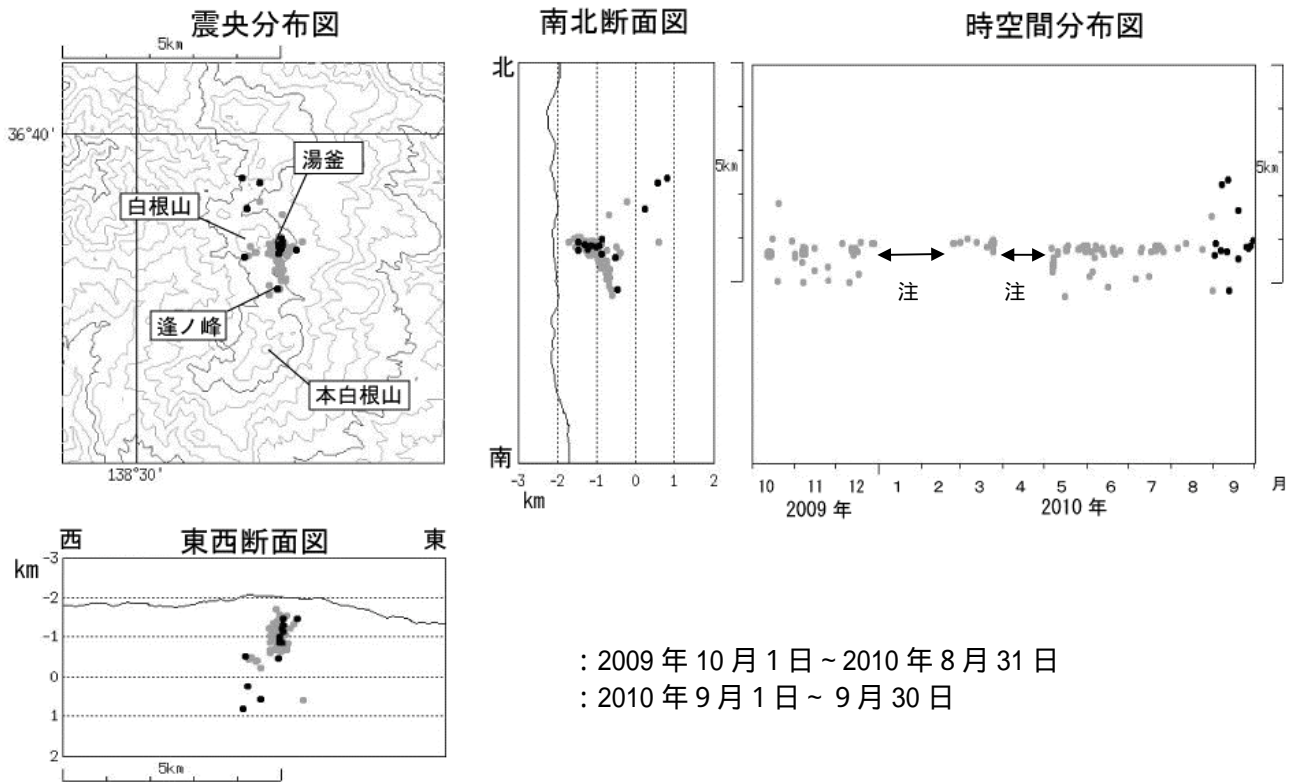 震央分布図
南北断面図
時空間分布図
5km
北
36°40'
湯釜
5km
5km
白根山
逢ノ峰
注
注
本白根山
南
138°30'
-3 -2 -1 0 1 2
km
10 11 12 1 2 3 4 5 6 7 8 9 月
2009 年 2010 年
西
東西断面図
東
km
-3
-2
-1
0
1
2
: 2009 年 10 月 1 日 ~ 2010 年 8 月 31 日
: 2010 年 9 月 1 日 ~ 9 月 30 日
5km